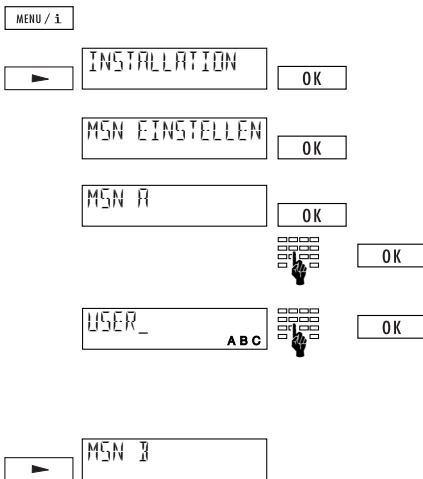 MENU / i
INSTALLATION
OK
MSN EINSTELLEN
OK
MSN A
OK
OK
USER_
ABC
OK
MSN B